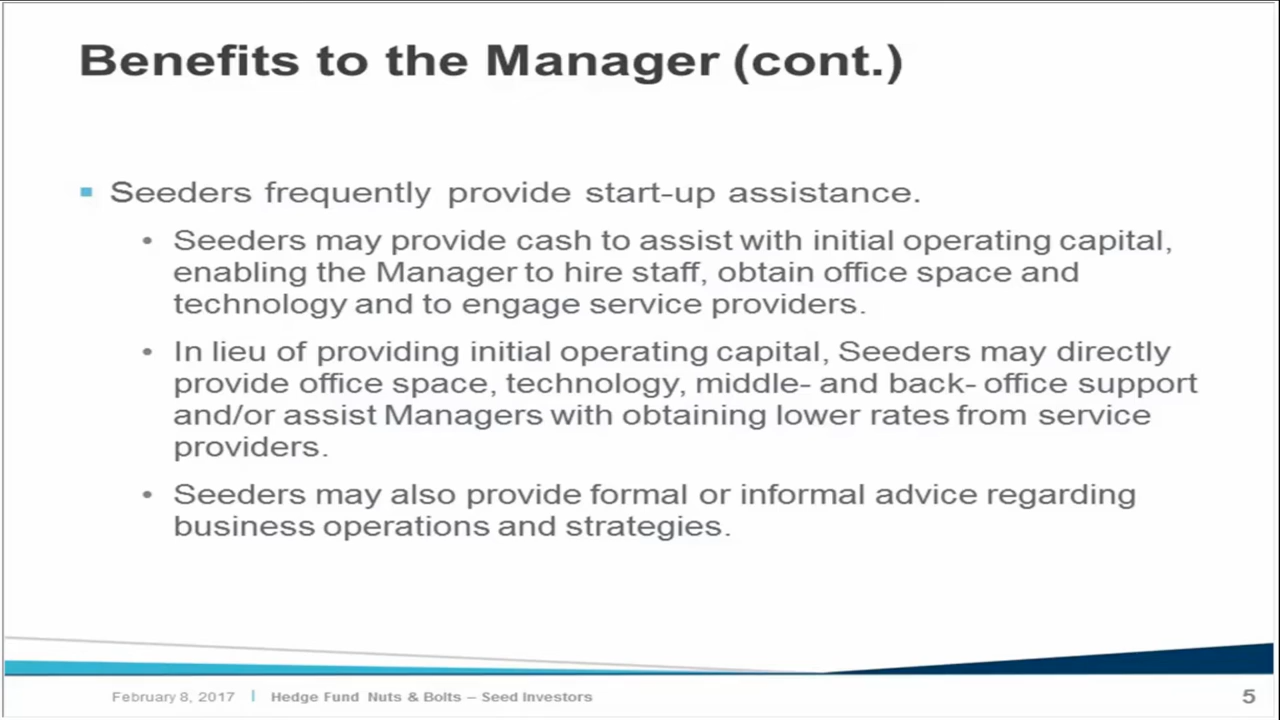 Benefits to the Manager (cont.)
Seeders frequently provide start-up assistance.
• Seeders may provide cash to assist with initial operating capital,
enabling the Manager to hire staff, obtain office space and
technology and to engage service providers.
• In lieu of providing initial operating capital, Seeders may directly
provide office space, technology, middle- and back- office support
and/or assist Managers with obtaining lower rates from service
providers.
• Seeders may also provide formal or informal advice regarding
business operations and strategies.
February 8, 2017 | Hedge Fund Nuts & Bolts – Seed Investors
5